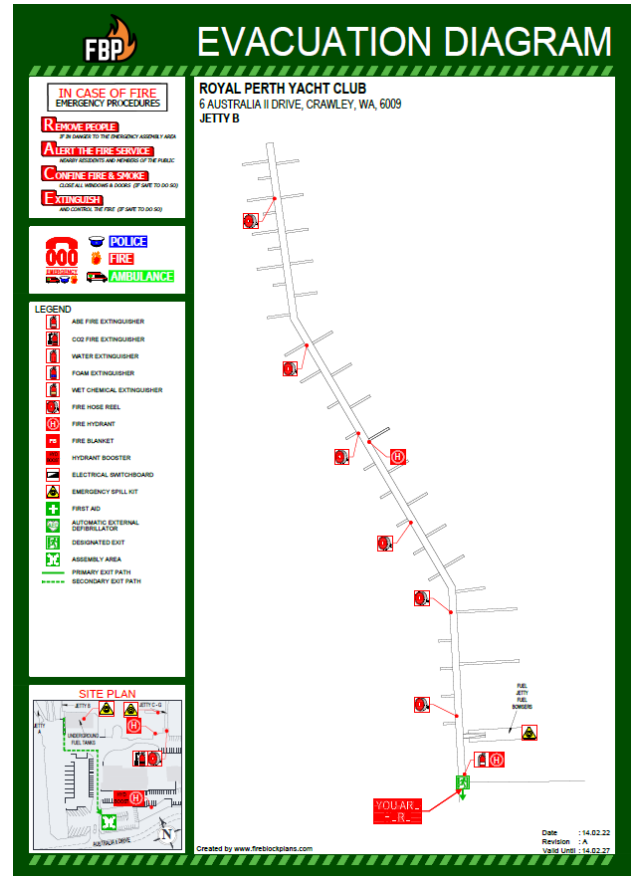 FBP
EVACUATION DIAGRAM
IN CASE OF FIRE
EMERGENCY PROCEDURES
REMOVE PEOPLE
IF IN DANGER TO THE EMERGENCY ASSEMBLY AREA
ALERT THE FIRE SERVICE
NEARBY RESIDENTS AND MEMBERS OF THE PUBLIC
CONFINE FIRE & SMOKE
CLOSE ALL WINDOWS & DOORS (IF SAFE TO DO SO)
EXTINGUISH
AND CONTROL THE FIRE (IF SAFE TO DO SO)
000
EMERGENCY
POLICE
FIRE
AMBULANCE
LEGEND
ABE FIRE EXTINGUISHER
CO2 FIRE EXTINGUISHER
WATER EXTINGUISHER
FOAM EXTINGUISHER
WET CHEMICAL EXTINGUISHER
FIRE HOSE REEL
H FIRE HYDRANT
FB FIRE BLANKET
HYDRANT BOOSTER
ELECTRICAL SWITCHBOARD
EMERGENCY SPILL KIT
FIRST AID
AUTOMATIC EXTERNAL
DEFIBRILLATOR
DESIGNATED EXIT
ASSEMBLY AREA
PRIMARY EXIT PATH
SECONDARY EXIT PATH
SITE PLAN
JETTY B
JETTY C - G
JETTY
A
UNDERGROUND
FUEL TANKS
H
H
AUSTRALIA II DRIVE
N
ROYAL PERTH YACHT CLUB
6 AUSTRALIA II DRIVE, CRAWLEY, WA, 6009
JETTY B
H
FUEL
JETTY
FUEL
BOWSERS
H
YOU AR_
_R_
Created by www.fireblockplans.com
Date : 14.02.22
Revision : A
Valid Until : 14.02.27